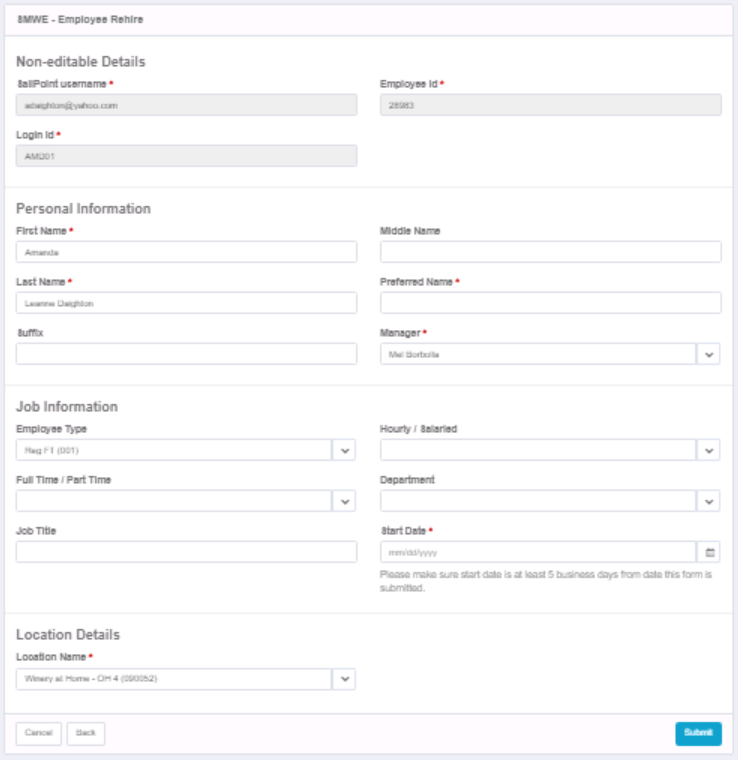 SMWE - Employee Rehire
Non-editable Details
SailPoint username *
Employee Id *
adaighton@yahoo.com
28983
Login Id *
AMD01
Personal Information
First Name *
Middle Name
Amanda
Last Name *
Preferred Name *
Leanne Daighton
Suffix
Manager *
Mel Borbolla
Job Information
Employee Type
Hourly / Salaried
Reg FT (001)
Full Time / Part Time
Department
Job Title
Start Date *
mm/dd/yyyy
Please make sure start date is at least 5 business days from date this form is
submitted.
Location Details
Location Name *
Winery at Home - OH 4 (090052)
Cancel
Back
Submit